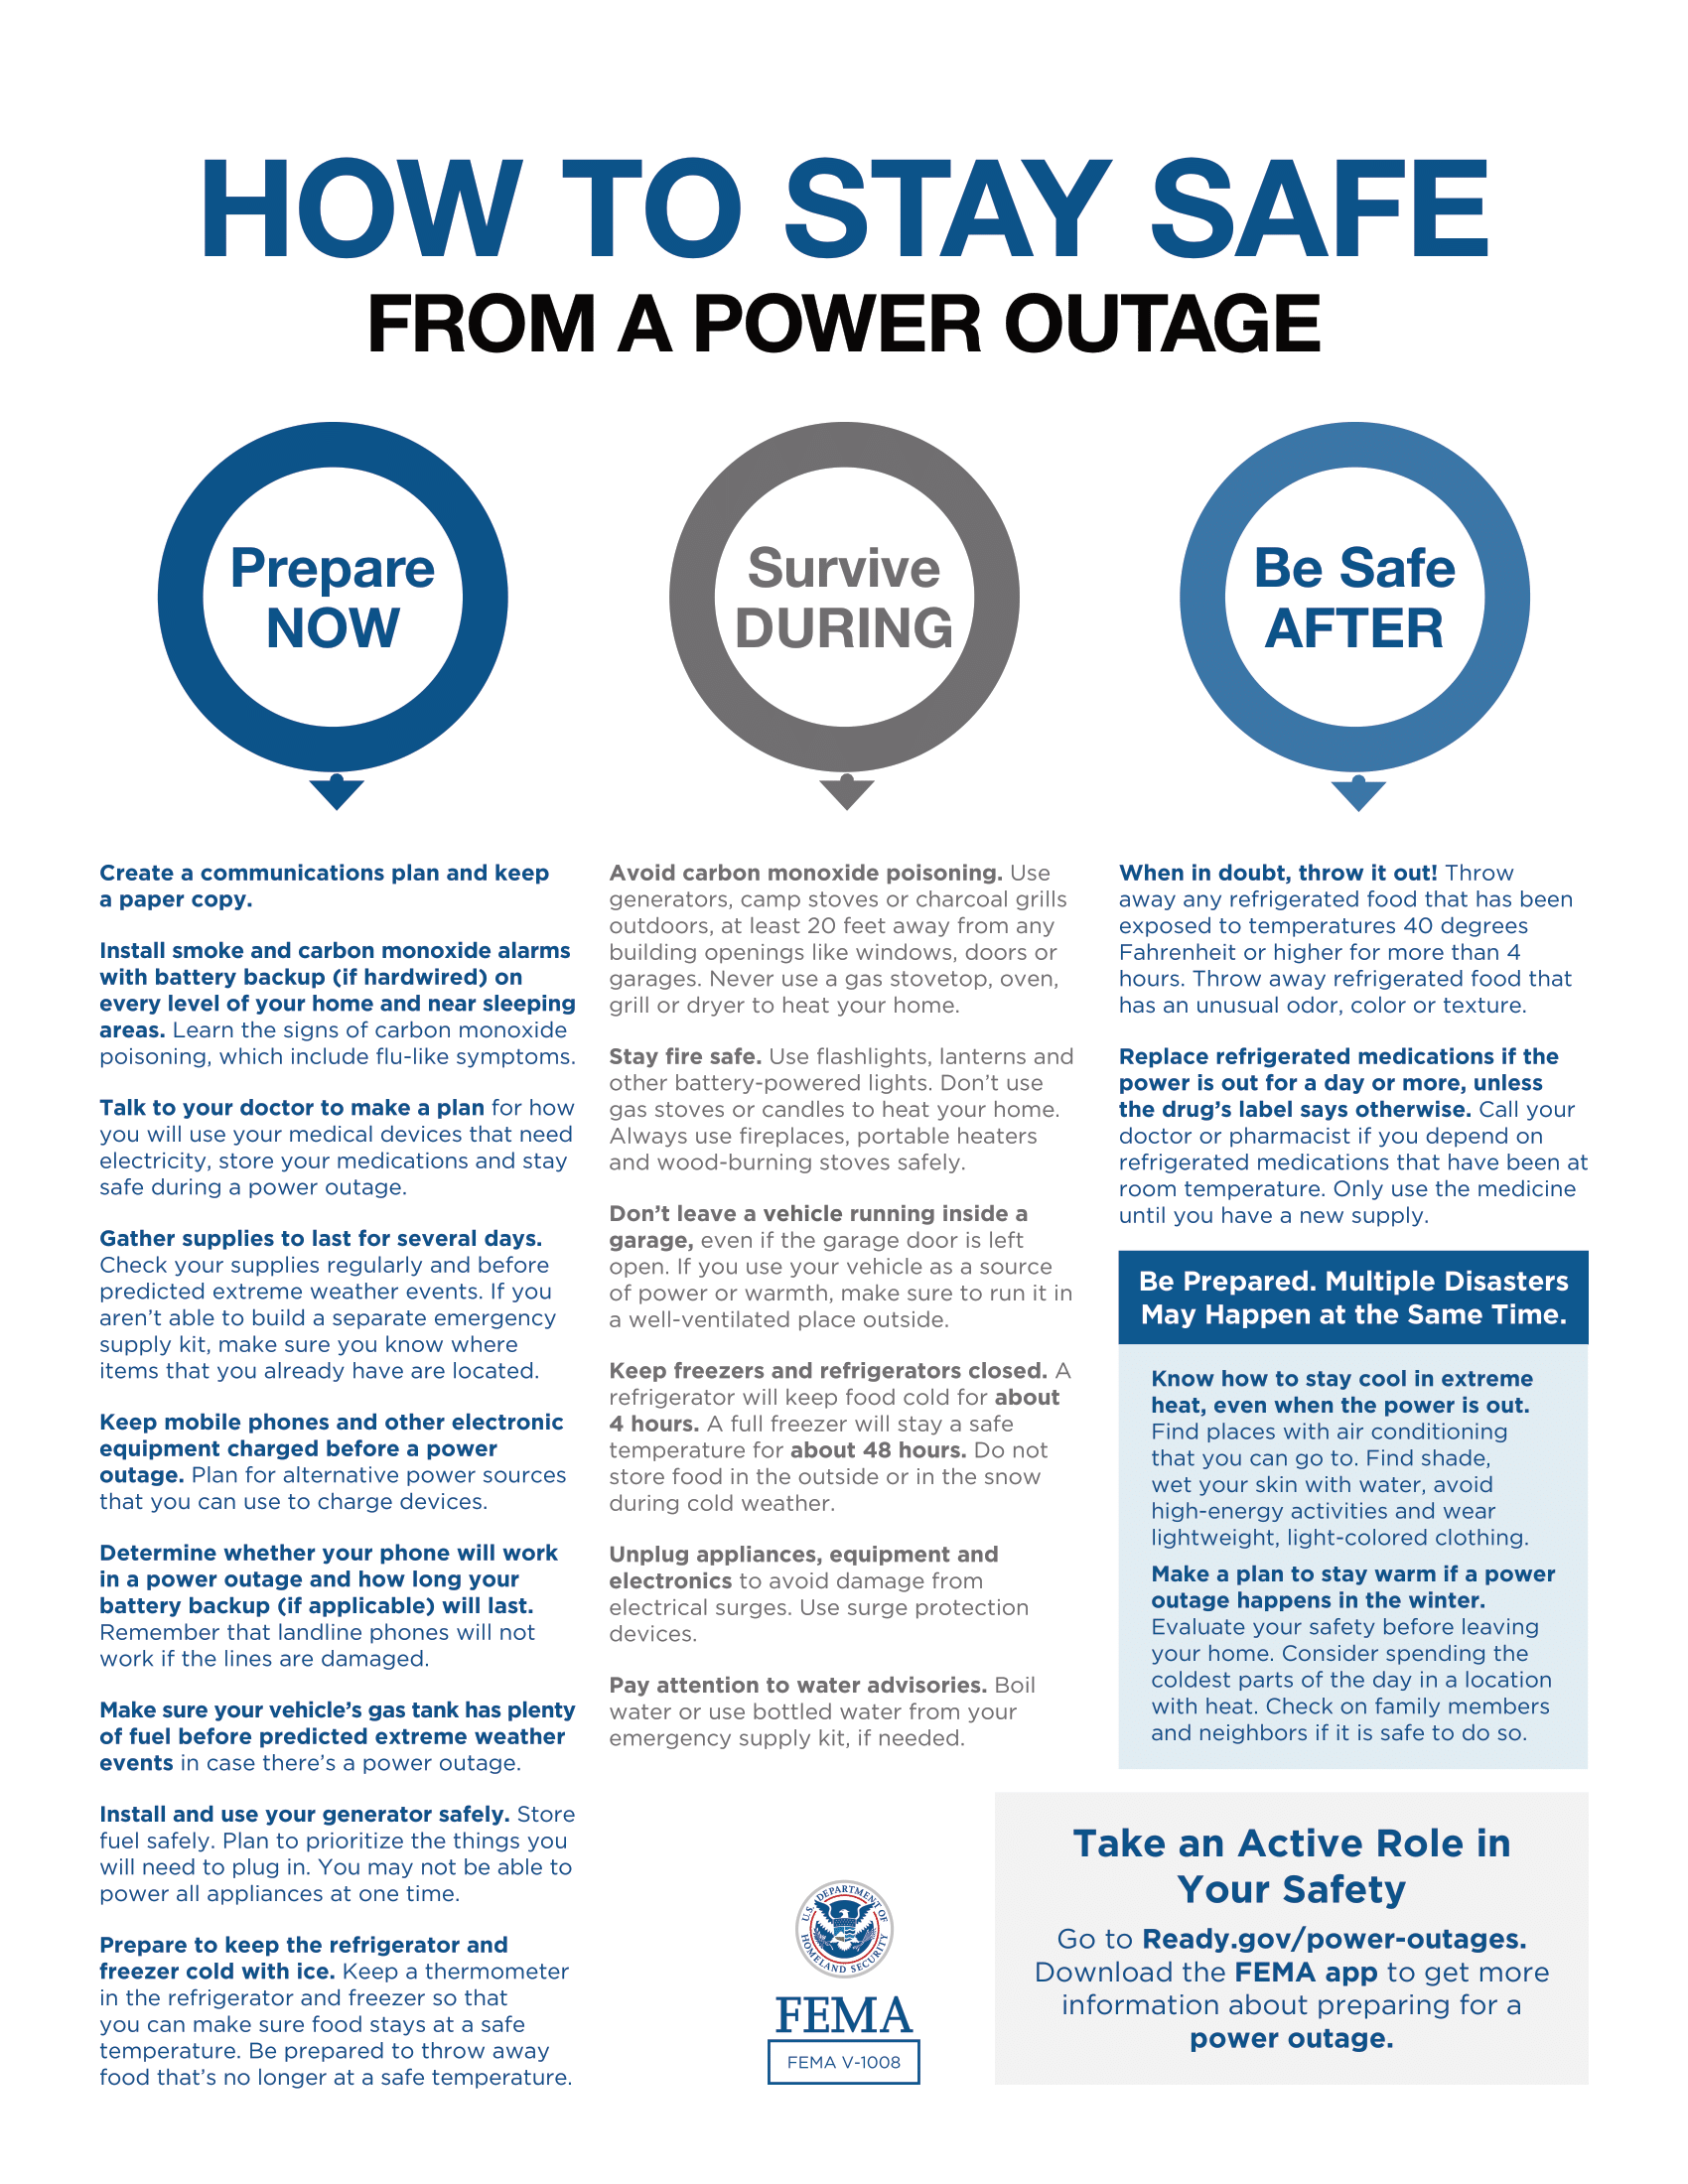 HOW TO STAY SAFE
FROM A POWER OUTAGE
Prepare
NOW
Create a communications plan and keep
a paper copy.
Install smoke and carbon monoxide alarms
with battery backup (if hardwired) on
every level of your home and near sleeping
areas. Learn the signs of carbon monoxide
poisoning, which include flu-like symptoms.
Talk to your doctor to make a plan for how
you will use your medical devices that need
electricity, store your medications and stay
safe during a power outage.
Gather supplies to last for several days.
Check your supplies regularly and before
predicted extreme weather events. If you
aren’t able to build a separate emergency
supply kit, make sure you know where
items that you already have are located.
Keep mobile phones and other electronic
equipment charged before a power
outage. Plan for alternative power sources
that you can use to charge devices.
Determine whether your phone will work
in a power outage and how long your
battery backup (if applicable) will last.
Remember that landline phones will not
work if the lines are damaged.
Make sure your vehicle’s gas tank has plenty
of fuel before predicted extreme weather
events in case there’s a power outage.
Install and use your generator safely. Store
fuel safely. Plan to prioritize the things you
will need to plug in. You may not be able to
power all appliances at one time.
Prepare to keep the refrigerator and
freezer cold with ice. Keep a thermometer
in the refrigerator and freezer so that
you can make sure food stays at a safe
temperature. Be prepared to throw away
food that’s no longer at a safe temperature.
Survive
DURING
Avoid carbon monoxide poisoning. Use
generators, camp stoves or charcoal grills
outdoors, at least 20 feet away from any
building openings like windows, doors or
garages. Never use a gas stovetop, oven,
grill or dryer to heat your home.
Stay fire safe. Use flashlights, lanterns and
other battery-powered lights. Don’t use
gas stoves or candles to heat your home.
Always use fireplaces, portable heaters
and wood-burning stoves safely.
Don’t leave a vehicle running inside a
garage, even if the garage door is left
open. If you use your vehicle as a source
of power or warmth, make sure to run it in
a well-ventilated place outside.
Keep freezers and refrigerators closed. A
refrigerator will keep food cold for about
4 hours. A full freezer will stay a safe
temperature for about 48 hours. Do not
store food in the outside or in the snow
during cold weather.
Unplug appliances, equipment and
electronics to avoid damage from
electrical surges. Use surge protection
devices.
Pay attention to water advisories. Boil
water or use bottled water from your
emergency supply kit, if needed.
Be Safe
AFTER
When in doubt, throw it out! Throw
away any refrigerated food that has been
exposed to temperatures 40 degrees
Fahrenheit or higher for more than 4
hours. Throw away refrigerated food that
has an unusual odor, color or texture.
Replace refrigerated medications if the
power is out for a day or more, unless
the drug’s label says otherwise. Call your
doctor or pharmacist if you depend on
refrigerated medications that have been at
room temperature. Only use the medicine
until you have a new supply.
Be Prepared. Multiple Disasters
May Happen at the Same Time.
Know how to stay cool in extreme
heat, even when the power is out.
Find places with air conditioning
that you can go to. Find shade,
wet your skin with water, avoid
high-energy activities and wear
lightweight, light-colored clothing.
Make a plan to stay warm if a power
outage happens in the winter.
Evaluate your safety before leaving
your home. Consider spending the
coldest parts of the day in a location
with heat. Check on family members
and neighbors if it is safe to do so.
U.S. DEPARTMENT OF
HOMELAND SECURITY
FEMA
FEMA V-1008
Take an Active Role in
Your Safety
Go to Ready.gov/power-outages.
Download the FEMA app to get more
information about preparing for a
power outage.